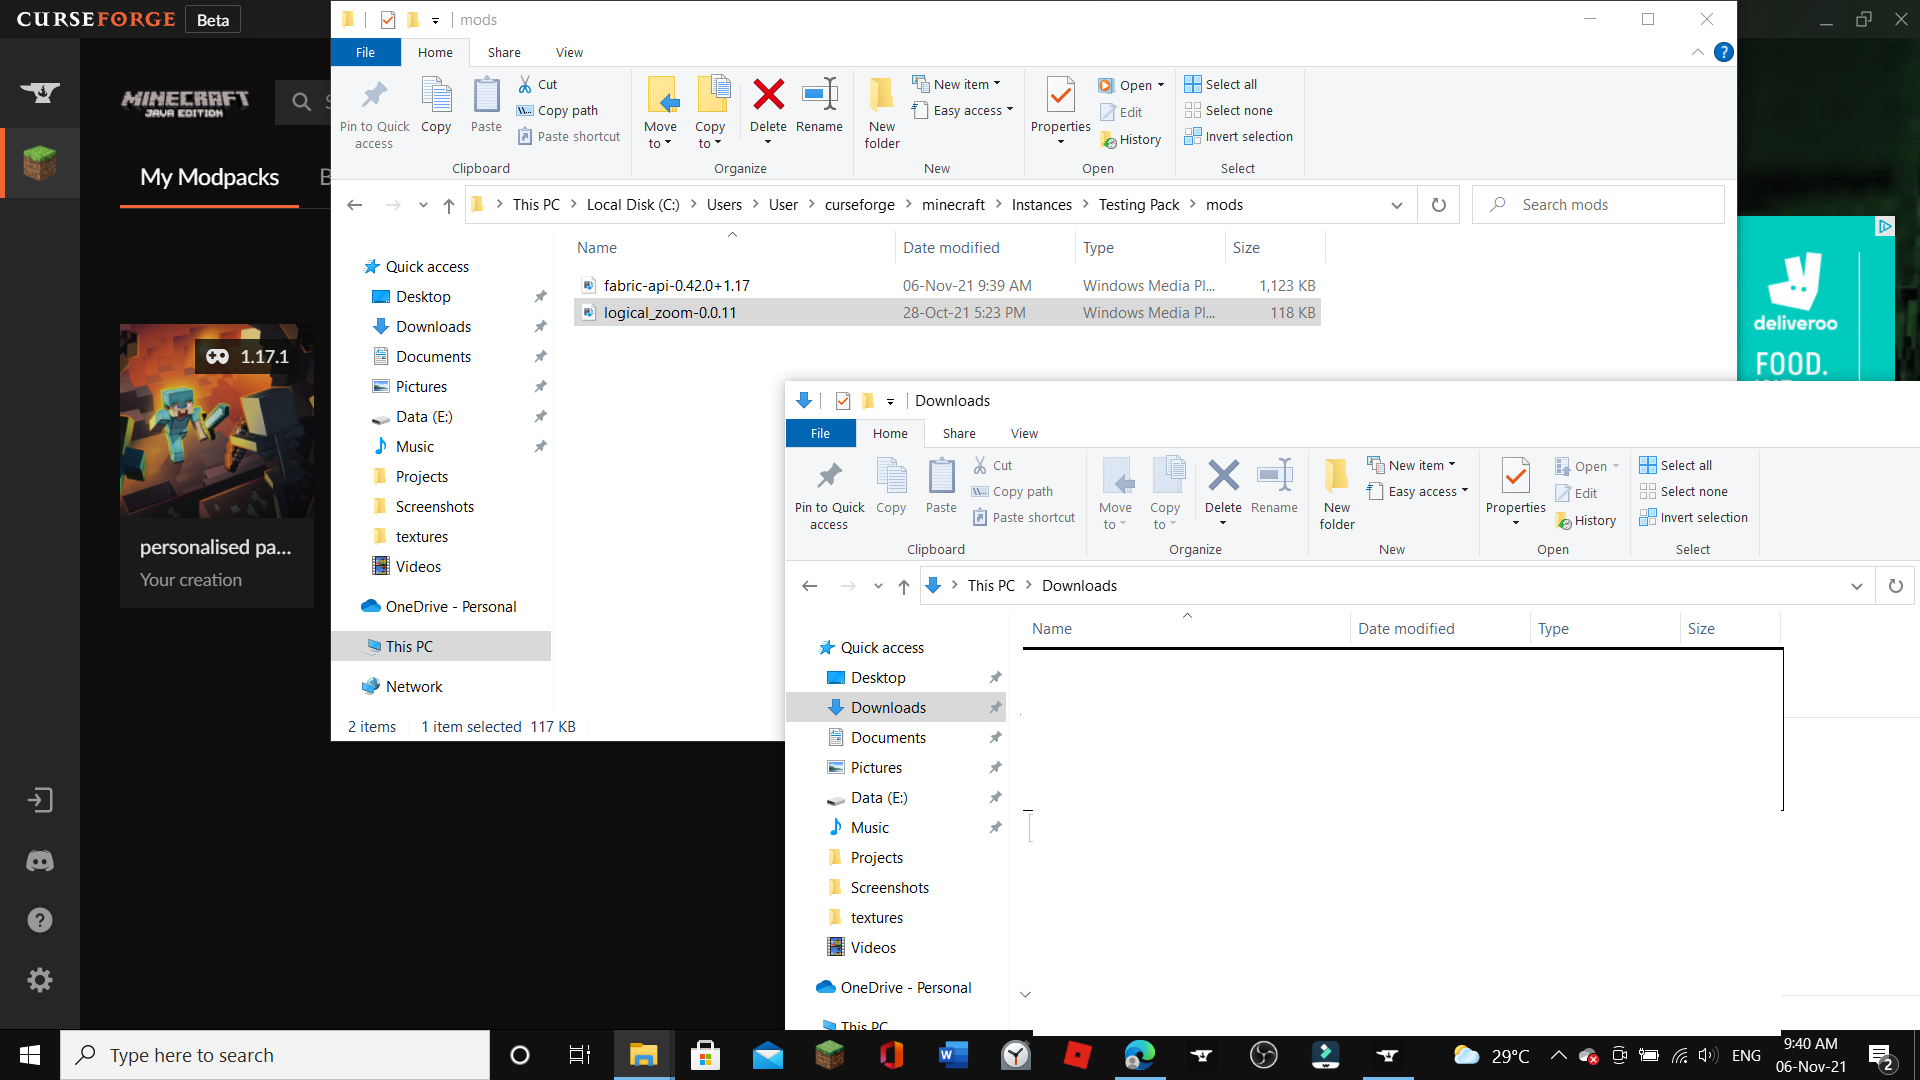 CURSEFORGE Beta
MINECRAFT
JAVA EDITION
My Modpacks
1.17.1
personalised pa...
Your creation
mods
File Home Share View
Pin to Quick access
Copy
Paste
Cut
Copy path
Paste shortcut
Clipboard
Move to
Copy to
Delete
Rename
Organize
New folder
New item
Easy access
New
Properties
Open
Edit
History
Open
Select all
Select none
Invert selection
Select
This PC > Local Disk (C:) > Users > User > curseforge > minecraft > Instances > Testing Pack > mods
Search mods
Name Date modified Type Size
fabric-api-0.42.0+1.17 06-Nov-21 9:39 AM Windows Media Pl... 1,123 KB
logical_zoom-0.0.11 28-Oct-21 5:23 PM Windows Media Pl... 118 KB
Quick access
Desktop
Downloads
Documents
Pictures
Data (E:)
Music
Projects
Screenshots
textures
Videos
OneDrive - Personal
This PC
Network
2 items 1 item selected 117 KB
deliveroo
FOOD.
Downloads
File Home Share View
Pin to Quick access
Copy
Paste
Cut
Copy path
Paste shortcut
Clipboard
Move to
Copy to
Delete
Rename
Organize
New folder
New item
Easy access
New
Properties
Open
Edit
History
Open
Select all
Select none
Invert selection
Select
This PC > Downloads
Name Date modified Type Size
Quick access
Desktop
Downloads
Documents
Pictures
Data (E:)
Music
Projects
Screenshots
textures
Videos
OneDrive - Personal
This PC
Type here to search
29°C
ENG
9:40 AM
06-Nov-21
2